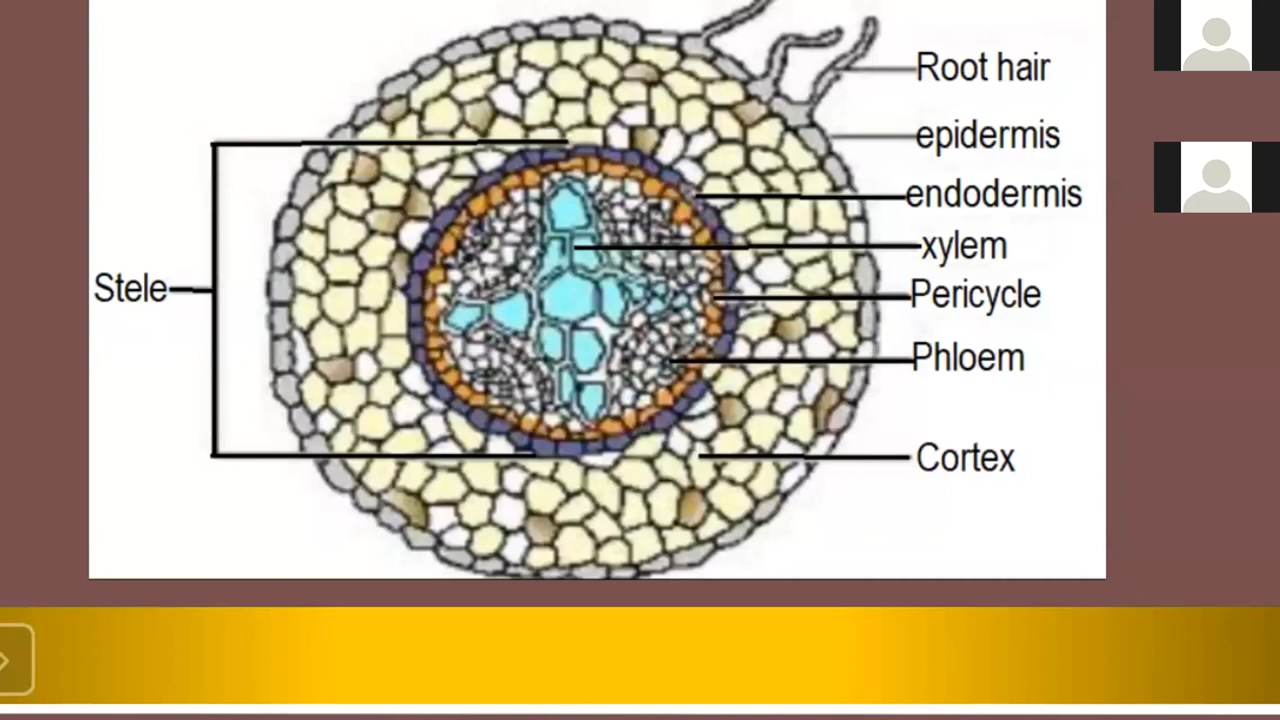 Root hair
epidermis
endodermis
xylem
Stele
Pericycle
Phloem
Cortex